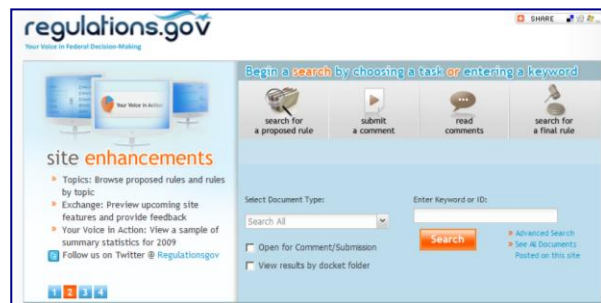 regulations.gov
SHARE
Your Voice in Federal Decision-Making
Begin a search by choosing a task or entering a keyword
Your Voice in Action
search for
a proposed rule
submit
a comment
read
comments
search for
a final rule
site enhancements
» Topics: Browse proposed rules and rules
by topic
» Exchange: Preview upcoming site
features and provide feedback
» Your Voice in Action: View a sample of
summary statistics for 2009
Follow us on Twitter @ Regulationsgov
1 2 3 4
Select Document Type:
Search All
Open for Comment/Submission
View results by docket folder
Enter Keyword or ID:
Search
» Advanced Search
» See All Documents
Posted on this site